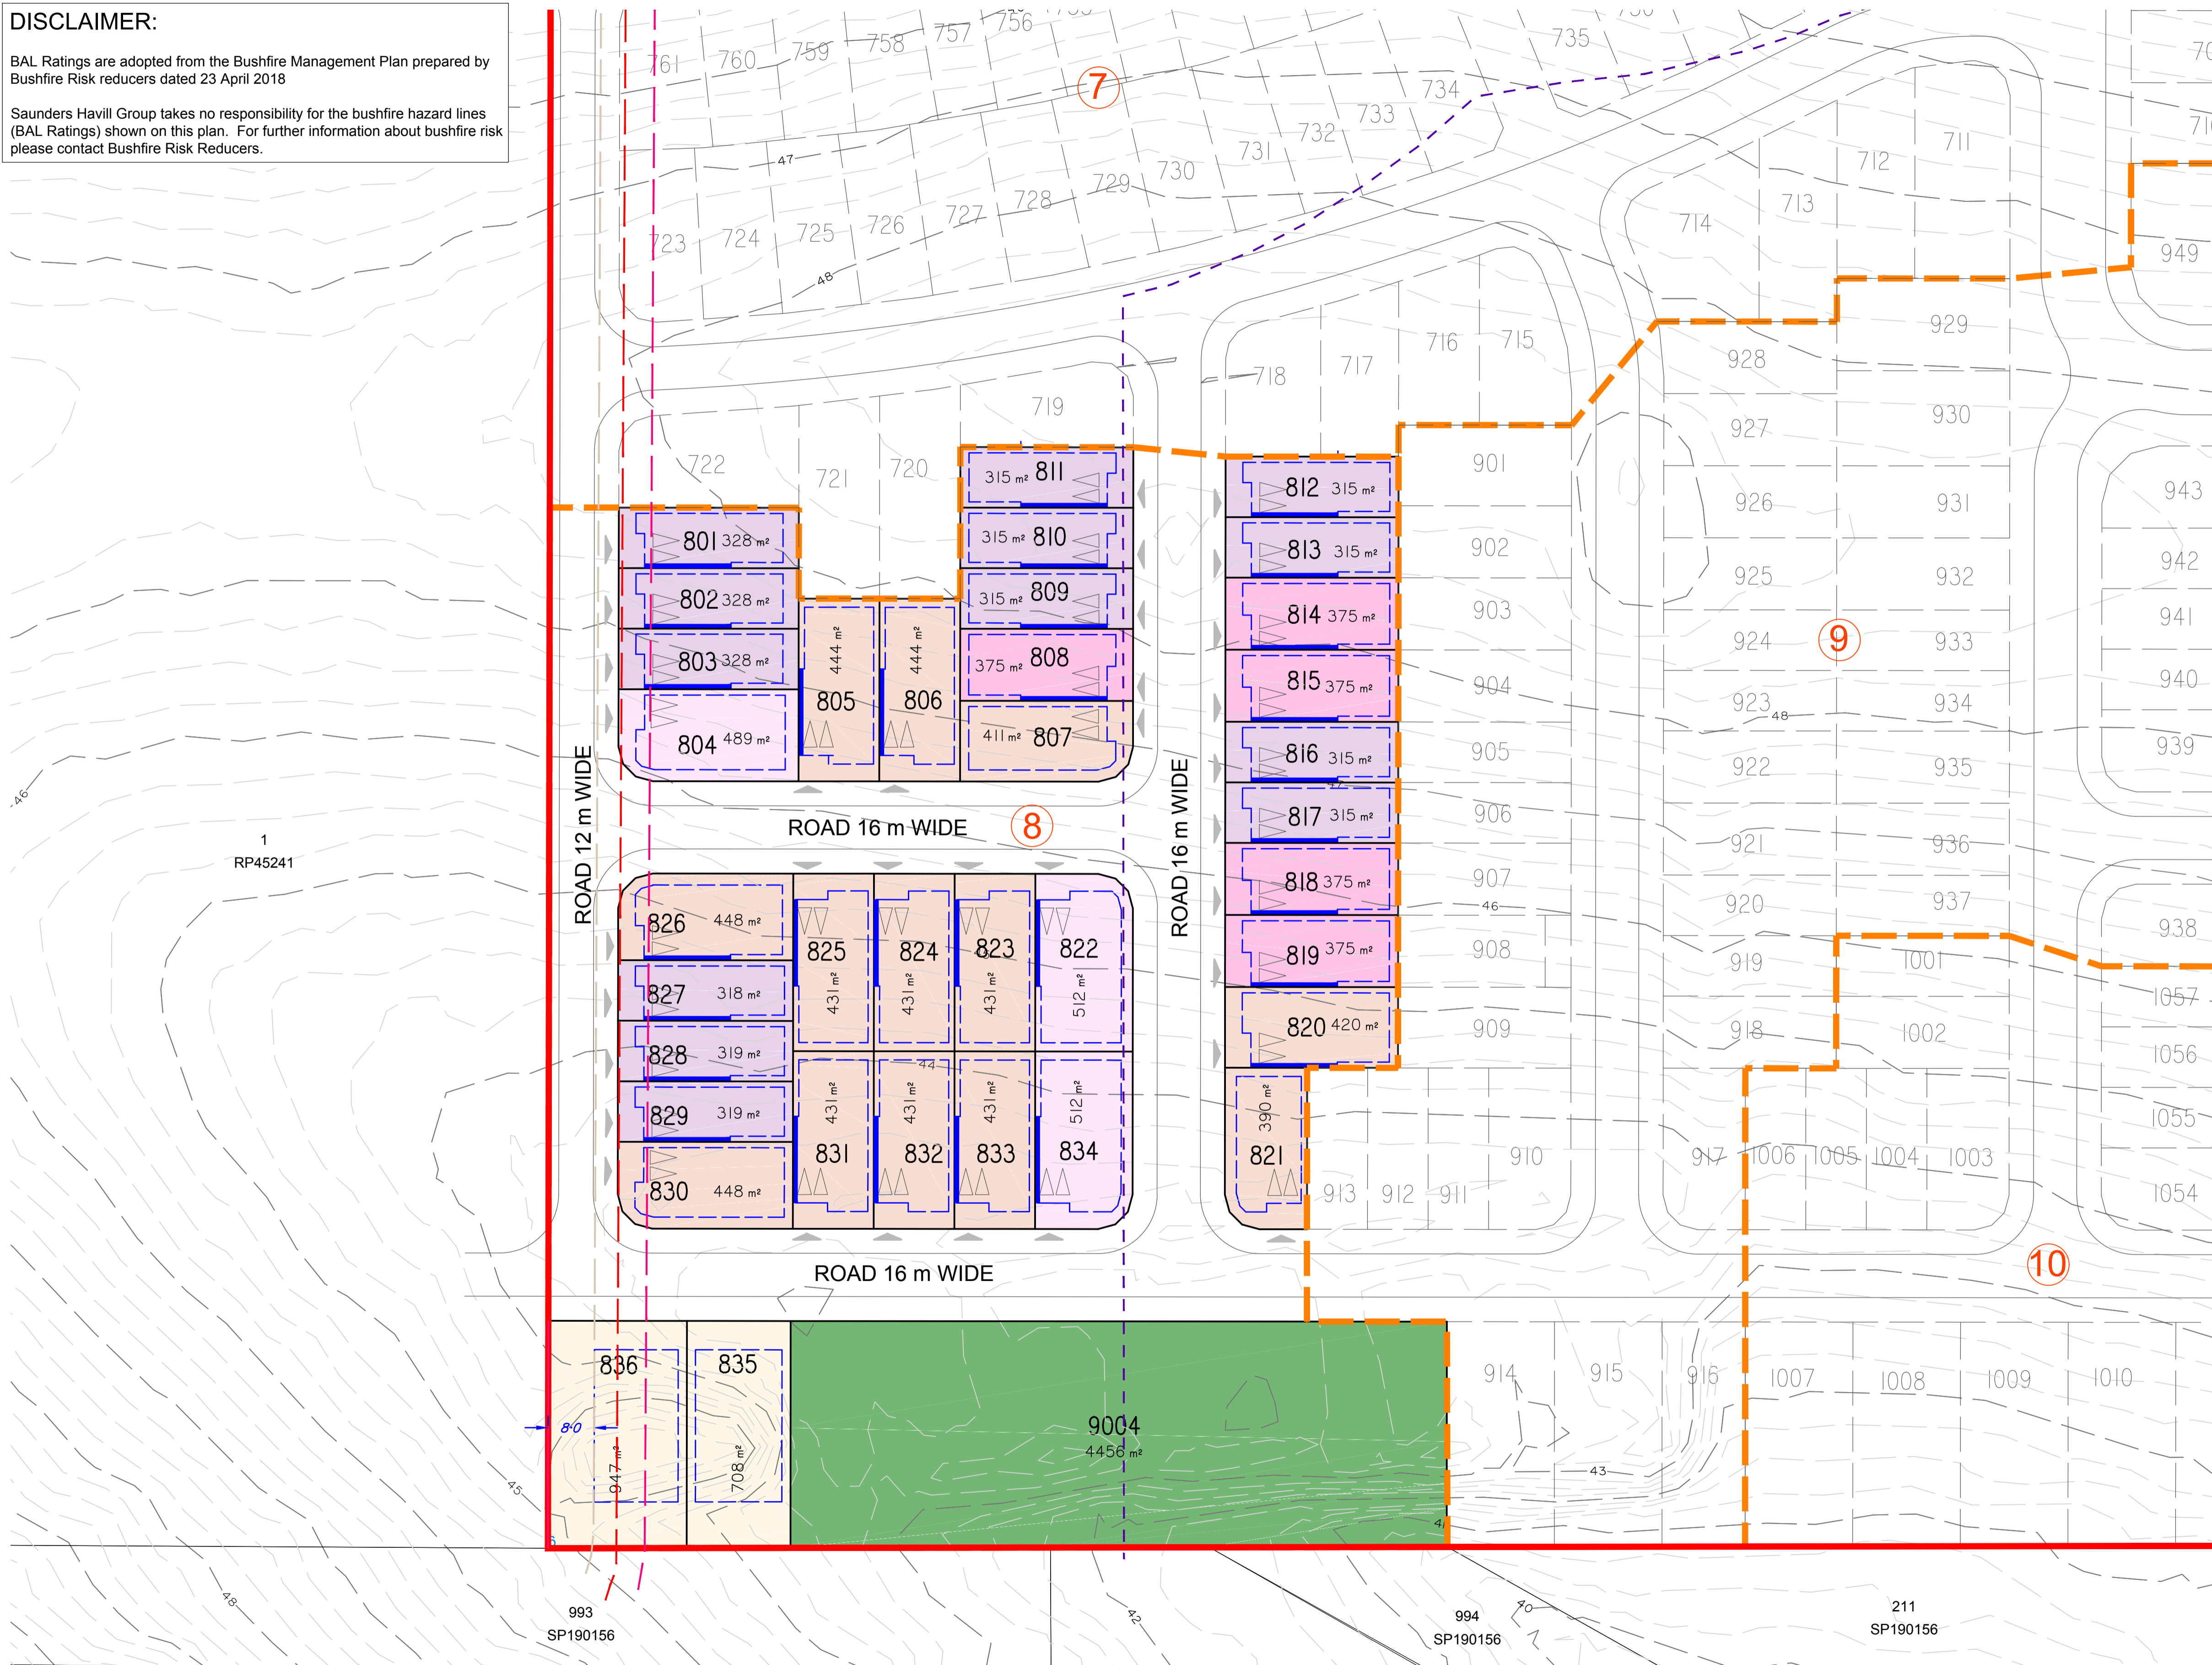 DISCLAIMER:
BAL Ratings are adopted from the Bushfire Management Plan prepared by
Bushfire Risk reducers dated 23 April 2018
Saunders Havill Group takes no responsibility for the bushfire hazard lines
(BAL Ratings) shown on this plan.  For further information about bushfire risk
please contact Bushfire Risk Reducers.
761 760 759 758 757 756
7
735
734
733
732
731
730
729
728
727
726
725
724
723
47
48
711
712
713
714
715
716
717
718
719
720
721
722
949
929
928
930
927
901
926 931
943
902
925 932
942
903
924 933
941
9
904
923 934
940
48
905
922 935
939
906
921 936
907
920 937
46
938
908
919 1001
1057
909
918 1002
1056
1055
910
917 1006 1005 1004 1003
1054
913 912 911
10
801 328 m²
802 328 m²
803 328 m²
804 489 m²
805 444 m²
806 444 m²
315 m² 811
315 m² 810
315 m² 809
375 m² 808
411 m² 807
812 315 m²
813 315 m²
814 375 m²
815 375 m²
816 315 m²
47
817 315 m²
818 375 m²
819 375 m²
820 420 m²
821 390 m²
ROAD 12 m WIDE
ROAD 16 m WIDE
8
ROAD 16 m WIDE
46
1
RP45241
826 448 m²
827 318 m²
828 319 m²
829 319 m²
830 448 m²
825 431 m²
824 431 m²
823 431 m²
822 512 m²
44
831 431 m²
832 431 m²
833 431 m²
834 512 m²
ROAD 16 m WIDE
836 947 m²
835 708 m²
8·0
9004
4456 m²
914 915 916 1007 1008 1009 1010
43
41
45
48
42
40
993
SP190156
994
SP190156
211
SP190156